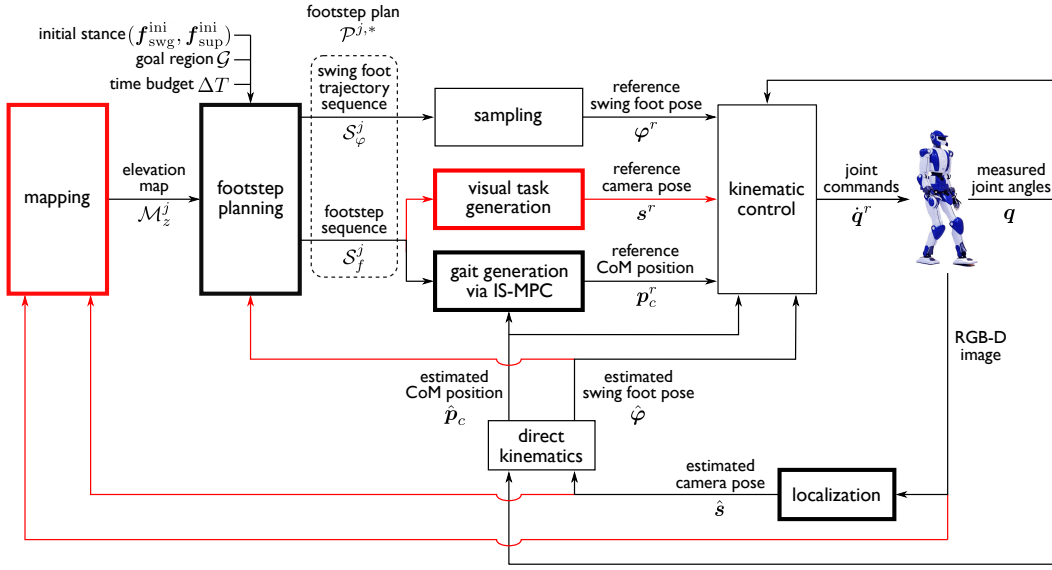 initial stance (f_swg^ini, f_sup^ini)
goal region 𝒢
time budget ΔT
footstep plan
𝒫^{j,*}
swing foot
trajectory
sequence
𝒮_φ^j
sampling
reference
swing foot pose
φ^r
mapping
elevation
map
ℳ_z^j
footstep
planning
visual task
generation
reference
camera pose
s^r
kinematic
control
joint
commands
q̇^r
measured
joint angles
q
footstep
sequence
𝒮_f^j
gait generation
via IS-MPC
reference
CoM position
p_c^r
RGB-D
image
estimated
CoM position
p̂_c
estimated
swing foot pose
φ̂
direct
kinematics
estimated
camera pose
ŝ
localization